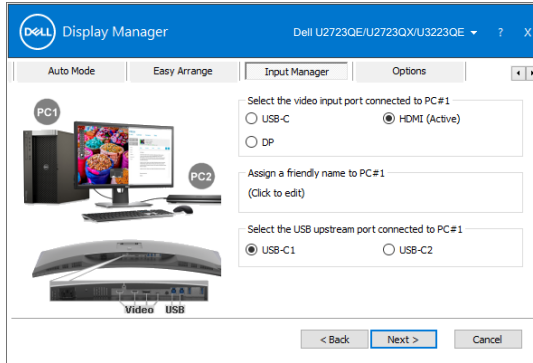 DELL Display Manager Dell U2723QE/U2723QX/U3223QE ? X
Auto Mode Easy Arrange Input Manager Options
Select the video input port connected to PC#1
USB-C HDMI (Active)
DP
Assign a friendly name to PC#1
(Click to edit)
Select the USB upstream port connected to PC#1
USB-C1 USB-C2
PC1
PC2
Video USB
< Back Next > Cancel